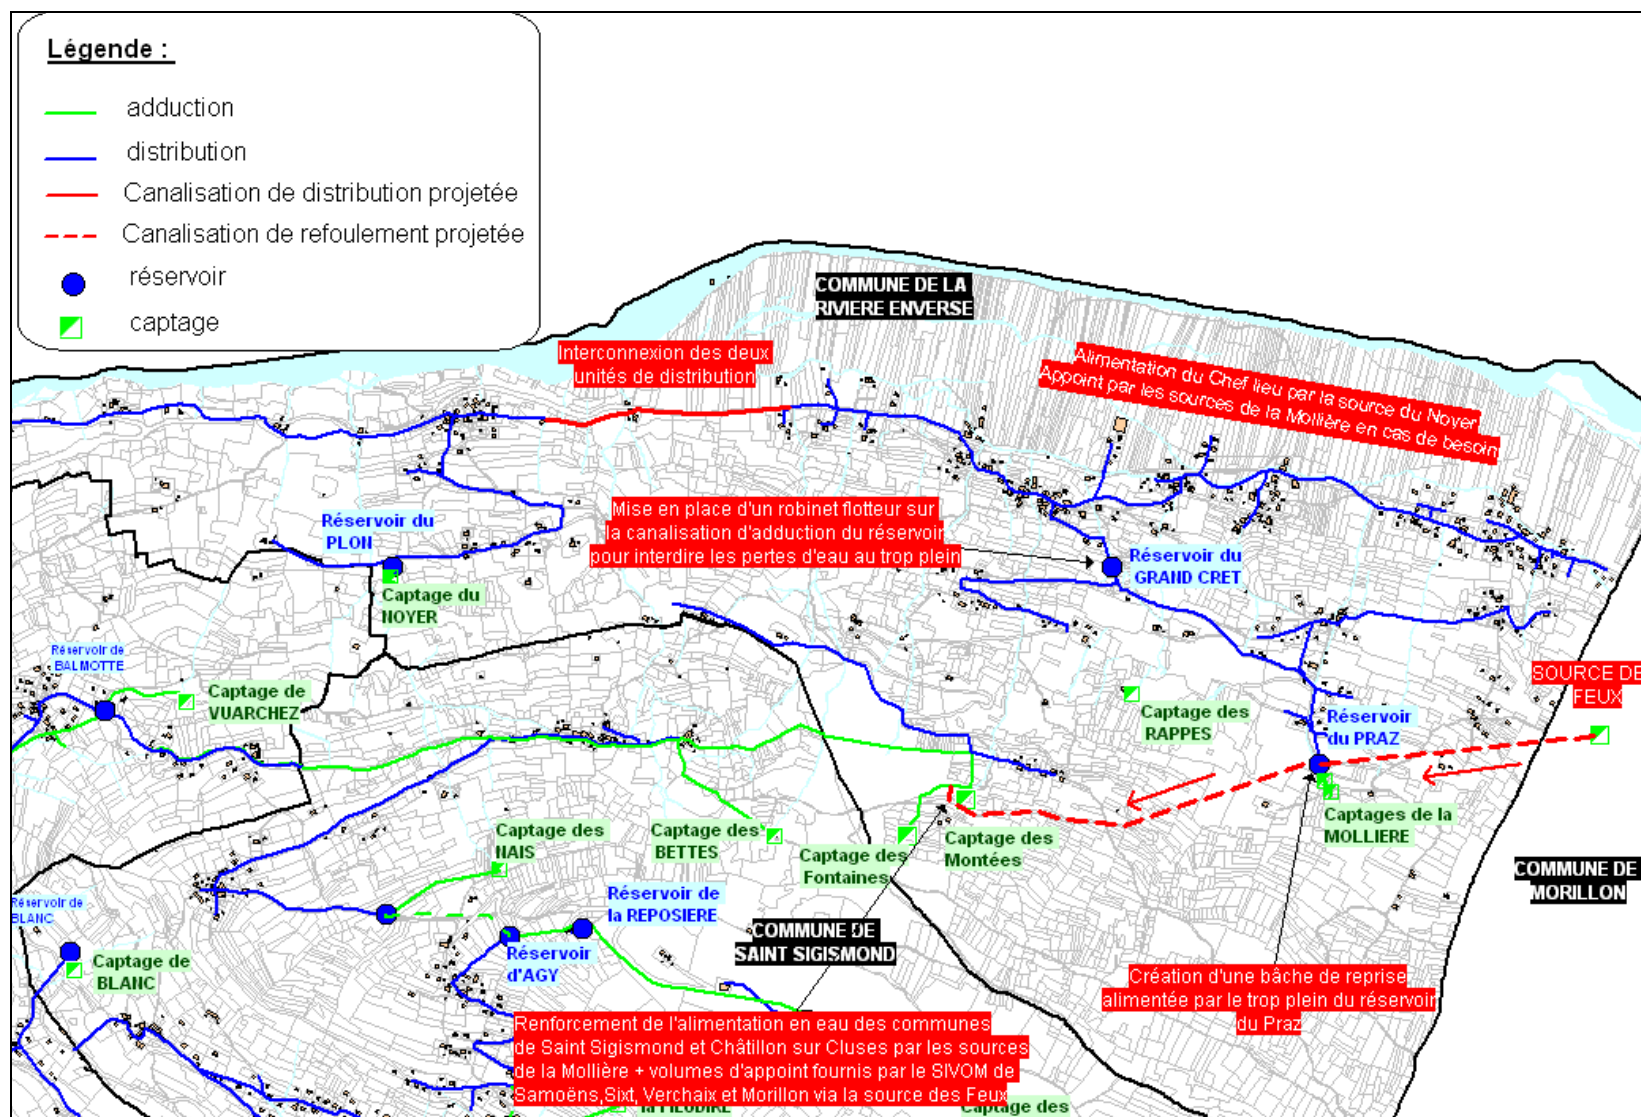 Légende :
adduction
distribution
Canalisation de distribution projetée
Canalisation de refoulement projetée
réservoir
captage
COMMUNE DE LA
RIVIERE ENVERSE
Interconnexion des deux
unités de distribution
Alimentation du Chef lieu par la source du Noyer
Appoint par les sources de la Mollière en cas de besoin
Mise en place d'un robinet flotteur sur
la canalisation d'adduction du réservoir
pour interdire les pertes d'eau au trop plein
Réservoir du
PLON
Captage du
NOYER
Réservoir du
GRAND CRET
Réservoir de
BALMOTTE
Captage de
VUARCHEZ
SOURCE DE
FEUX
Captage des
RAPPES
Réservoir
du PRAZ
Captages de la
MOLLIERE
Captage des
NAIS
Captage des
BETTES
Captage des
Fontaines
Captage des
Montées
COMMUNE DE
MORILLON
Réservoir de
BLANC
Captage de
BLANC
Réservoir de
la REPOSIERE
Réservoir
d'AGY
COMMUNE DE
SAINT SIGISMOND
Création d'une bâche de reprise
alimentée par le trop plein du réservoir
du Praz
Renforcement de l'alimentation en eau des communes
de Saint Sigismond et Châtillon sur Cluses par les sources
de la Mollière + volumes d'appoint fournis par le SIVOM de
Samoëns,Sixt, Verchaix et Morillon via la source des Feux
Captage des